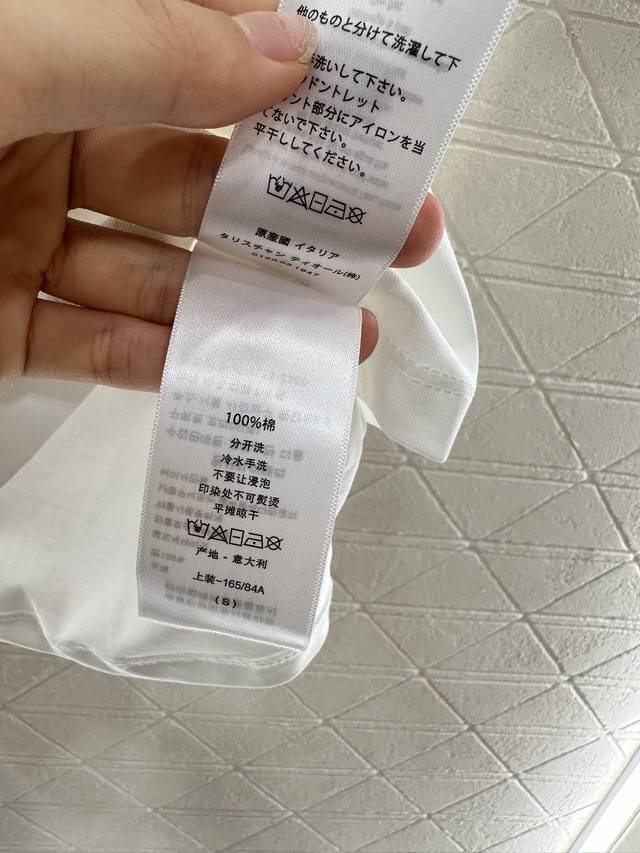 他のものと分けて洗濯して下
洗いして下さい。
ドントレット
ント部分にアイロンを当
てないで下さい。
平干ししてください。
原産國 イタリア
タリスチャン ディオール(株)
100%棉
分开洗
冷水手洗
不要让浸泡
印染处不可熨烫
平摊晾干
产地 - 意大利
上装-165/84A
(S)